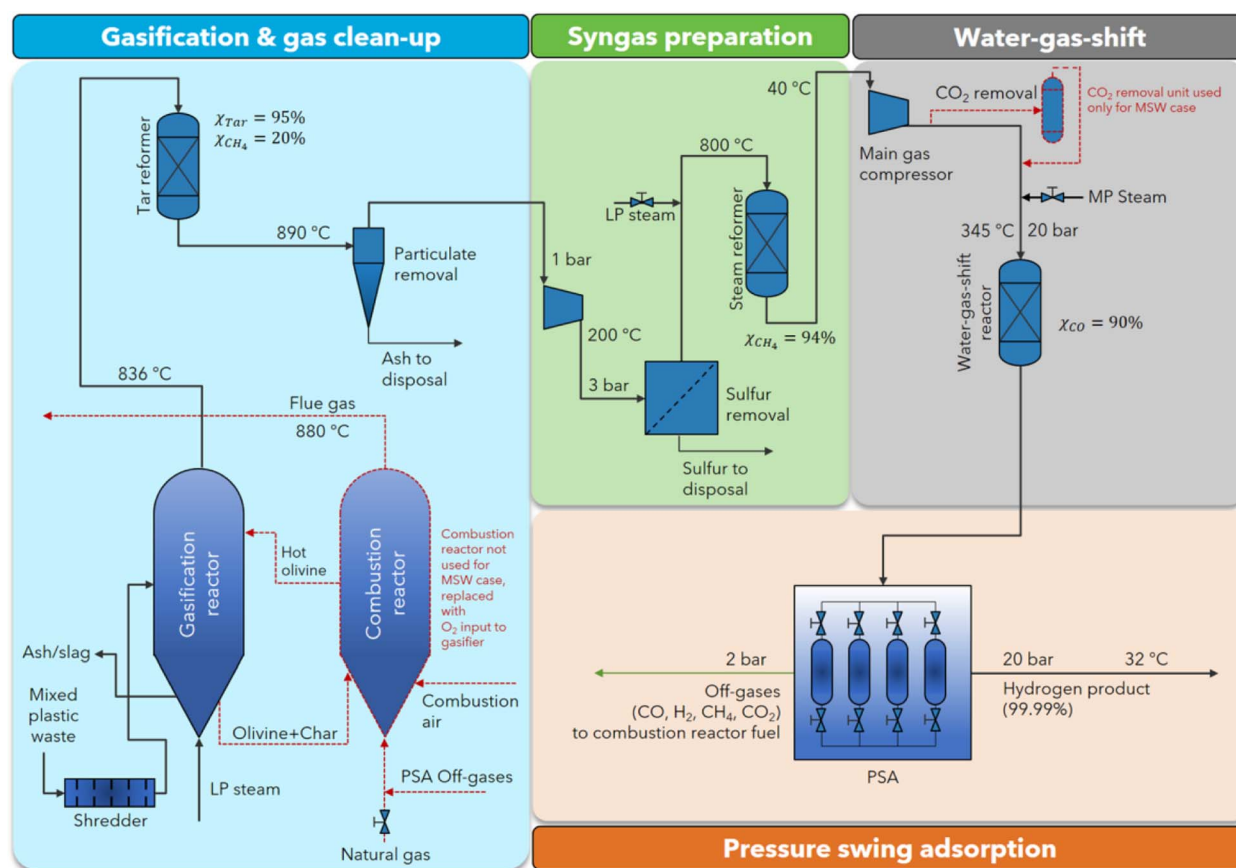 Gasification & gas clean-up
Syngas preparation
Water-gas-shift
Tar reformer
χ_Tar = 95%
χ_CH₄ = 20%
890 °C
Particulate
removal
Ash to
disposal
836 °C
Flue gas
880 °C
Gasification
reactor
Hot
olivine
Combustion
reactor
Combustion
reactor not
used for
MSW case,
replaced
with
O₂ input to
gasifier
Ash/slag
Mixed
plastic
waste
Shredder
LP steam
Olivine+Char
Combustion
air
PSA Off-gases
Natural gas
1 bar
200 °C
3 bar
Sulfur
removal
Sulfur to
disposal
LP steam
800 °C
Steam reformer
χ_CH₄ = 94%
40 °C
Main gas
compressor
CO₂ removal
CO₂ removal unit used
only for MSW case
MP Steam
345 °C
20 bar
Water-gas-shift
reactor
χ_CO = 90%
2 bar
Off-gases
(CO, H₂, CH₄, CO₂)
to combustion reactor fuel
PSA
20 bar
32 °C
Hydrogen product
(99.99%)
Pressure swing adsorption